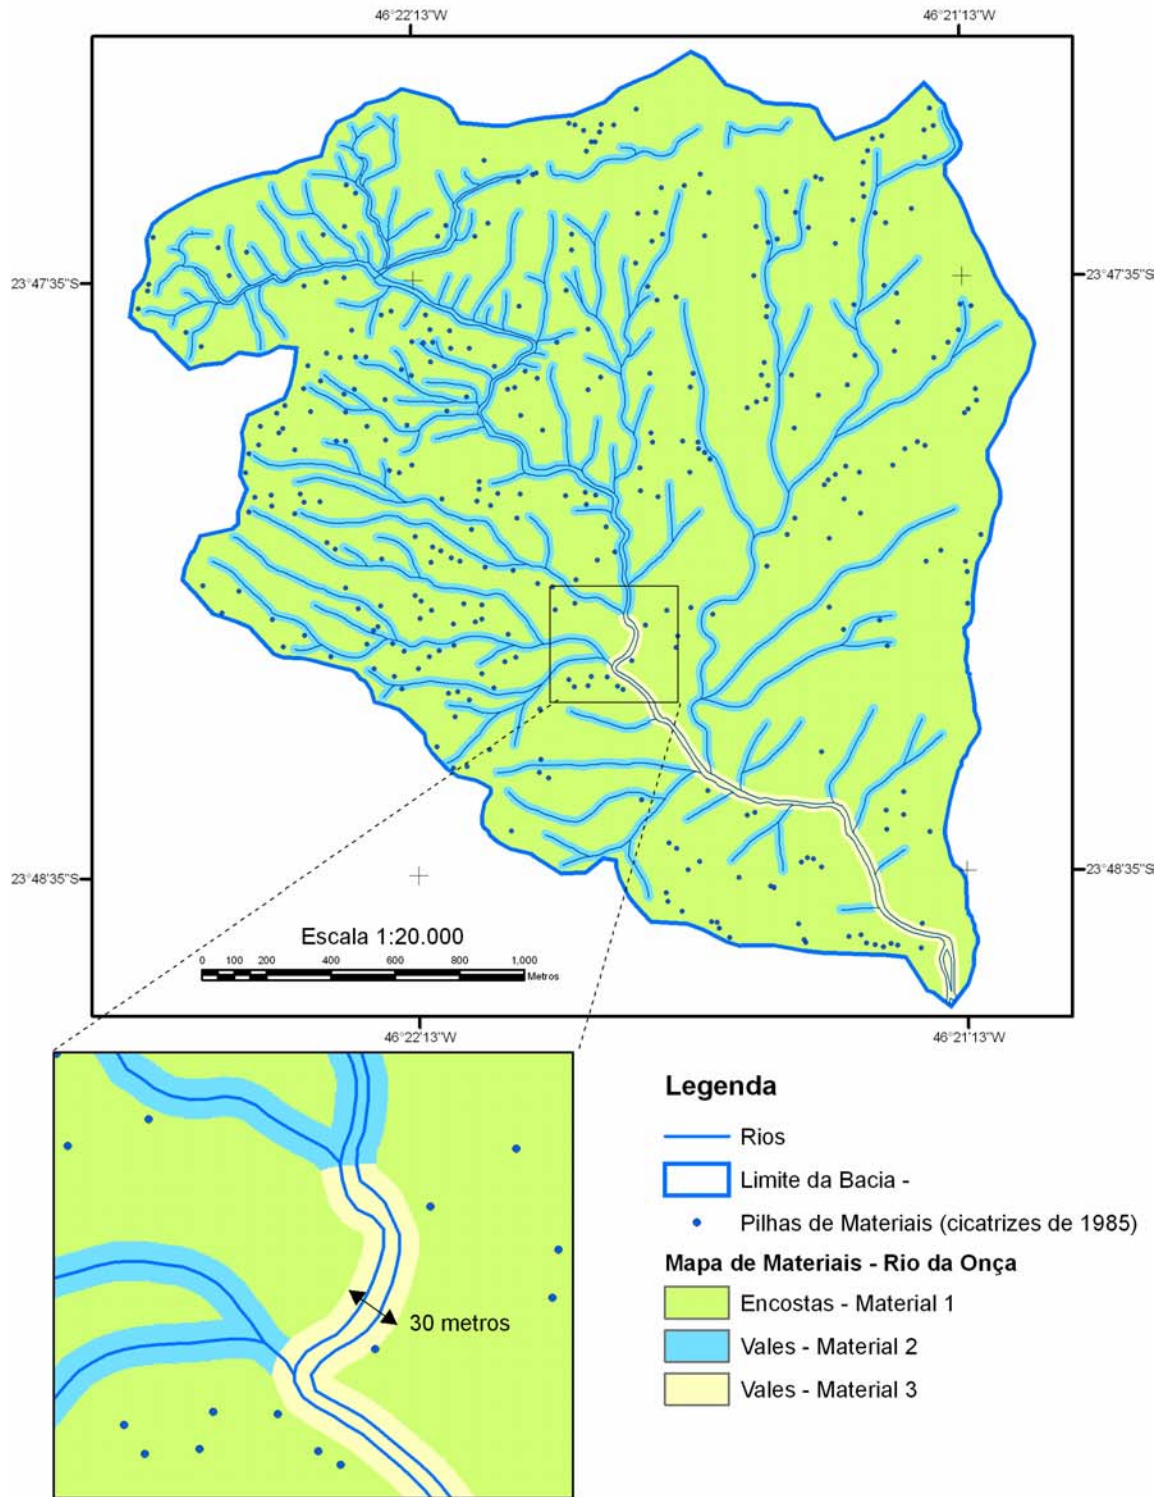 46°22'13"W
46°21'13"W
23°47'35"S
23°47'35"S
23°48'35"S
23°48'35"S
Escala 1:20.000
0 100 200 400 600 800 1,000
Metros
46°22'13"W
46°21'13"W
30 metros
Legenda
Rios
Limite da Bacia -
Pilhas de Materiais (cicatrizes de 1985)
Mapa de Materiais - Rio da Onça
Encostas - Material 1
Vales - Material 2
Vales - Material 3